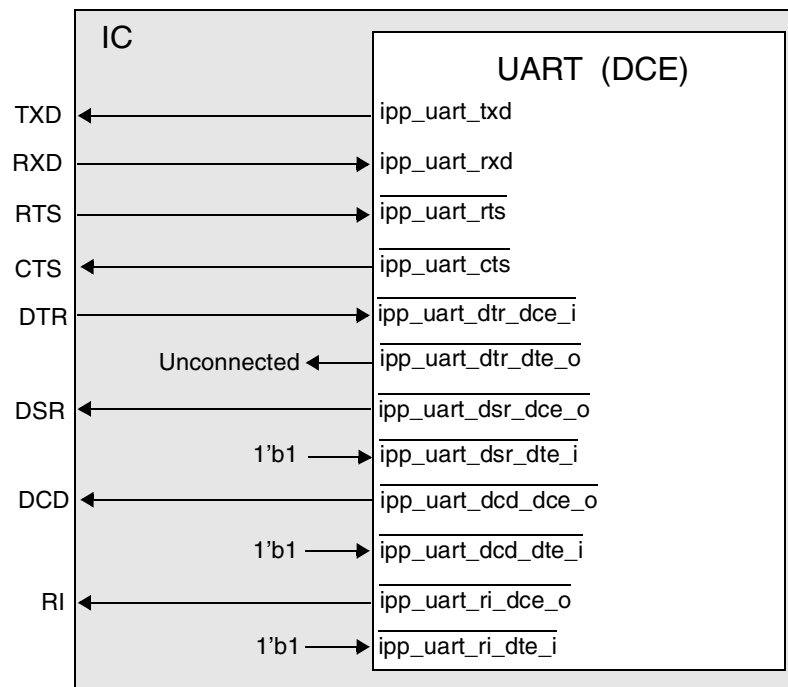 IC
UART (DCE)
TXD ipp_uart_txd
RXD ipp_uart_rxd
RTS ipp_uart_rts
CTS ipp_uart_cts
DTR ipp_uart_dtr_dce_i
Unconnected ipp_uart_dtr_dte_o
DSR ipp_uart_dsr_dce_o
1’b1 ipp_uart_dsr_dte_i
DCD ipp_uart_dcd_dce_o
1’b1 ipp_uart_dcd_dte_i
RI ipp_uart_ri_dce_o
1’b1 ipp_uart_ri_dte_i